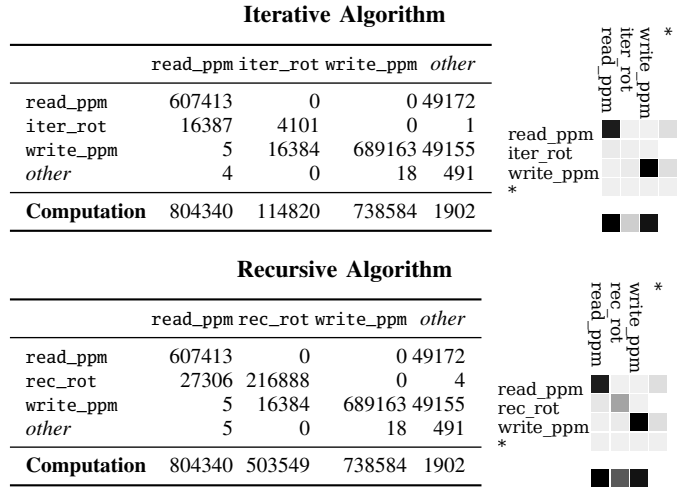 Iterative Algorithm
read_ppm iter_rot write_ppm other
read_ppm 607413 0 0 49172
iter_rot 16387 4101 0 1
write_ppm 5 16384 689163 49155
other 4 0 18 491
Computation 804340 114820 738584 1902
read_ppm
iter_rot
write_ppm
*
read_ppm
iter_rot
write_ppm
*
Recursive Algorithm
read_ppm rec_rot write_ppm other
read_ppm 607413 0 0 49172
rec_rot 27306 216888 0 4
write_ppm 5 16384 689163 49155
other 5 0 18 491
Computation 804340 503549 738584 1902
read_ppm
rec_rot
write_ppm
*
read_ppm
rec_rot
write_ppm
*